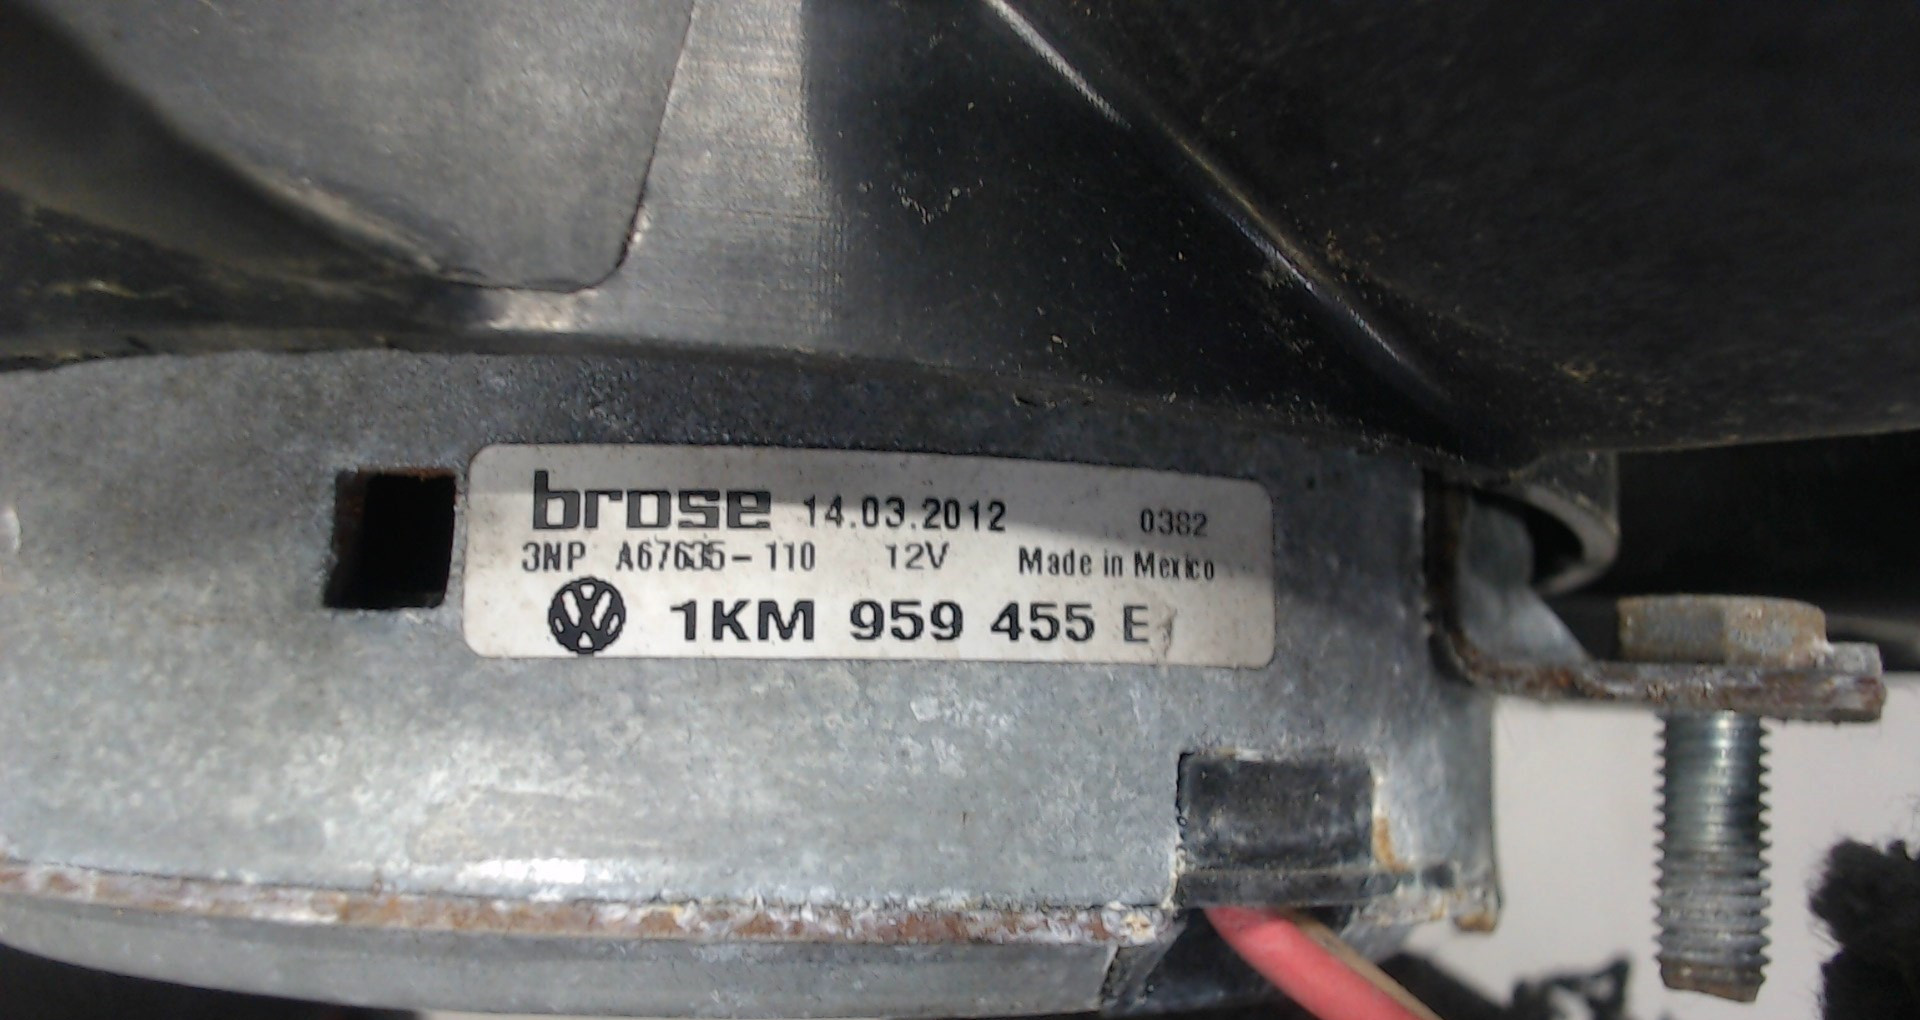 brose 14.03.2012 0382
3NP A67635-110 12V Made in Mexico
1KM 959 455 E